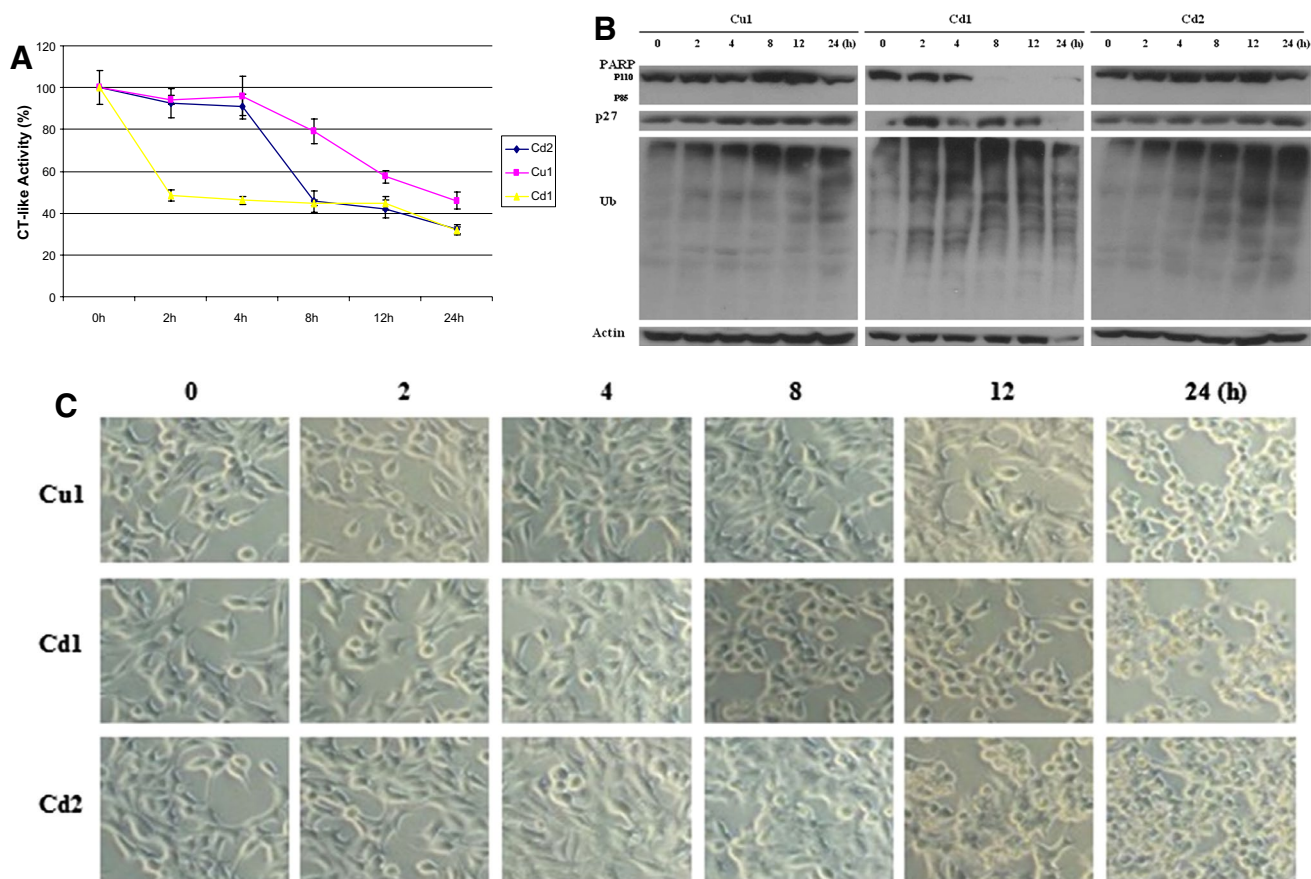 A
CT-like Activity (%)
120
100
80
60
40
20
0
0h 2h 4h 8h 12h 24h
Cd2
Cu1
Cd1
B
Cu1 Cd1 Cd2
0 2 4 8 12 24 (h) 0 2 4 8 12 24 (h) 0 2 4 8 12 24 (h)
PARP
P110
P85
p27
Ub
Actin
C
0 2 4 8 12 24 (h)
Cu1
Cd1
Cd2